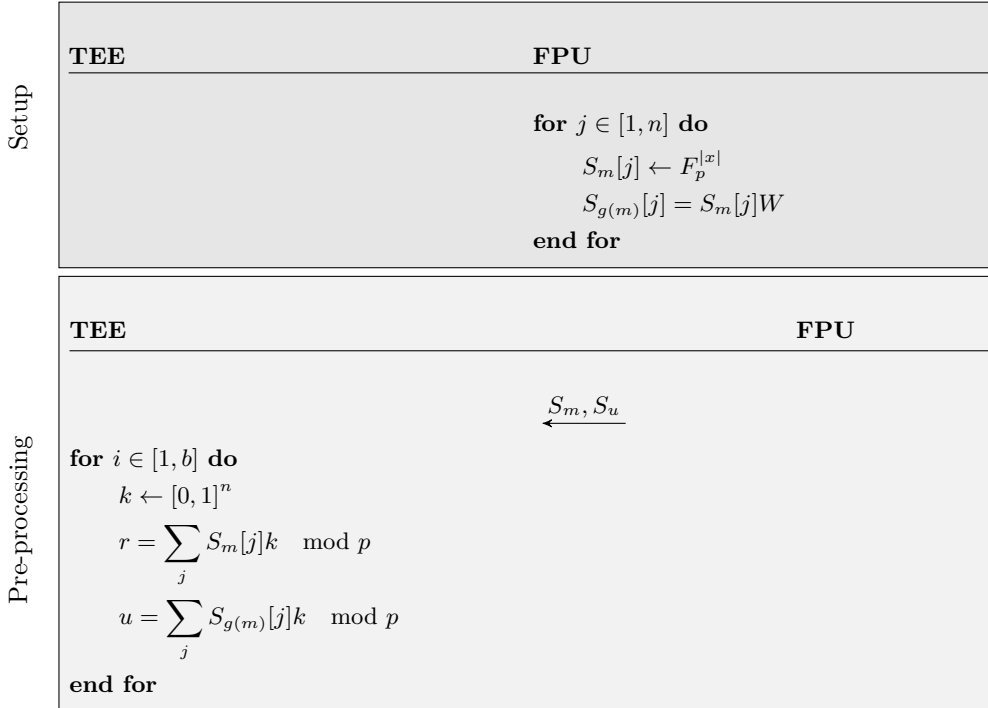 Setup
TEE FPU
for j ∈ [1, n] do
S_m[j] ← F_p^{|x|}
S_{g(m)}[j] = S_m[j]W
end for
Pre-processing
TEE FPU
S_m, S_u
for i ∈ [1, b] do
k ← [0, 1]^n
r = ∑_j S_m[j]k mod p
u = ∑_j S_{g(m)}[j]k mod p
end for